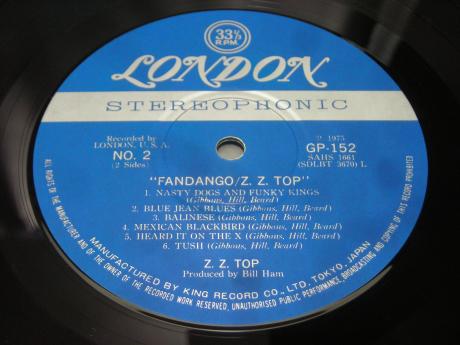 33⅓
R.P.M.
LONDON
STEREOPHONIC
Recorded by
LONDON, U. S. A.
NO. 2
(2 Sides)
℗ 1975
GP-152
SAHS 1661
(SOLBT 3670) L
"FANDANGO/Z. Z. TOP"
1. NASTY DOGS AND FUNKY KINGS
(Gibbons, Hill, Beard)
2. BLUE JEAN BLUES (Gibbons, Hill, Beard)
3. BALINESE (Gibbons, Hill, Beard)
4. MEXICAN BLACKBIRD (Gibbons, Hill, Beard)
5. HEARD IT ON THE X (Gibbons, Hill, Beard)
6. TUSH (Gibbons, Hill, Beard)
Z. Z. TOP
Produced by Bill Ham
MANUFACTURED BY KING RECORD CO., LTD. TOKYO, JAPAN
ALL RIGHTS OF THE MANUFACTURER AND OF THE OWNER OF THE RECORDED WORK RESERVED, UNAUTHORISED PUBLIC PERFORMANCE, BROADCASTING AND COPYING OF THIS RECORD PROHIBITED